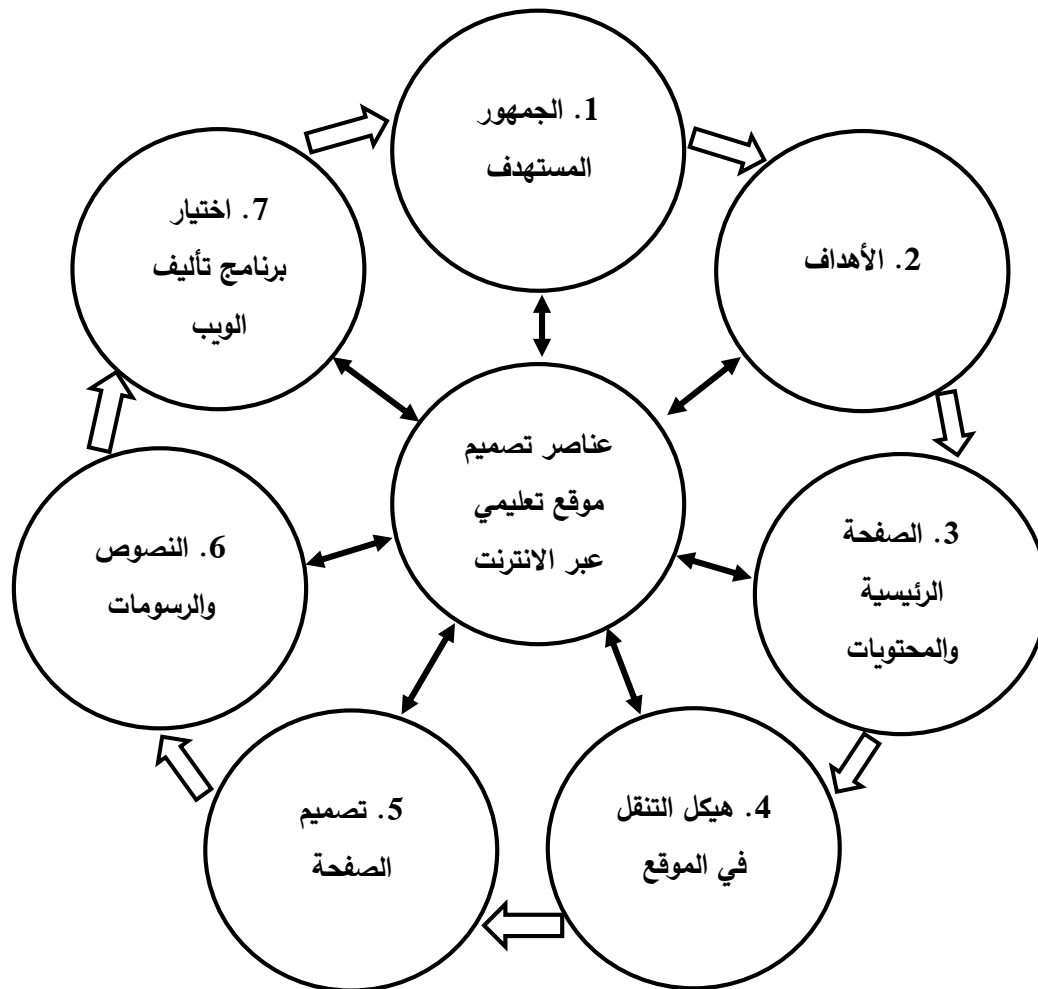 1. الجمهور
المستهدف
2. الأهداف
3. الصفحة
الرئيسية
والمحتويات
4. هيكل التنقل
في الموقع
5. تصميم
الصفحة
6. النصوص
والرسومات
7. اختيار
برنامج تأليف
الويب
عناصر تصميم
موقع تعليمي
عبر الانترنت